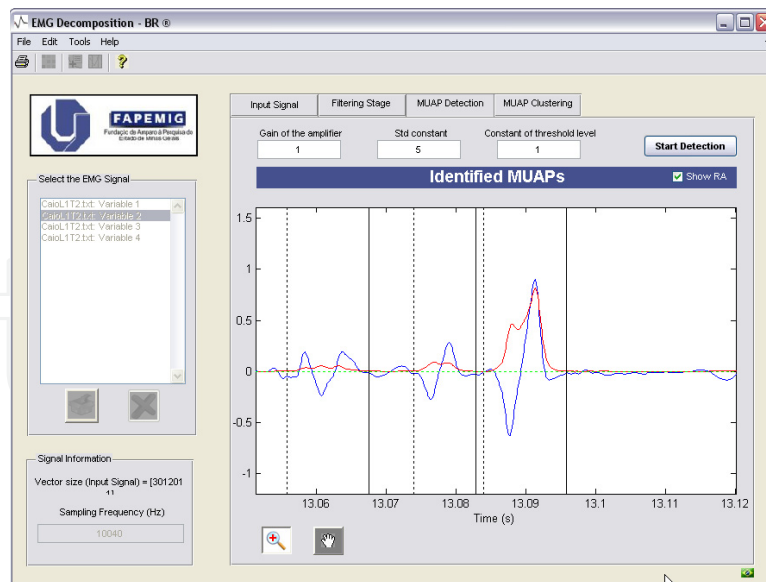 EMG Decomposition - BR ®
File Edit Tools Help
FAPEMIG
Fundação de Amparo à Pesquisa do
Estado de Minas Gerais
Select the EMG Signal
CaioL1T2.txt: Variable 1
CaioL1T2.txt: Variable 2
CaioL1T2.txt: Variable 3
CaioL1T2.txt: Variable 4
Signal Information
Vector size (Input Signal) = [301201
1]
Sampling Frequency (Hz)
10040
Input Signal Filtering Stage MUAP Detection MUAP Clustering
Gain of the amplifier Std constant Constant of threshold level
1 5 1 Start Detection
Identified MUAPs Show RA
1.5
1
0.5
0
-0.5
-1
13.06 13.07 13.08 13.09 13.1 13.11 13.12
Time (s)